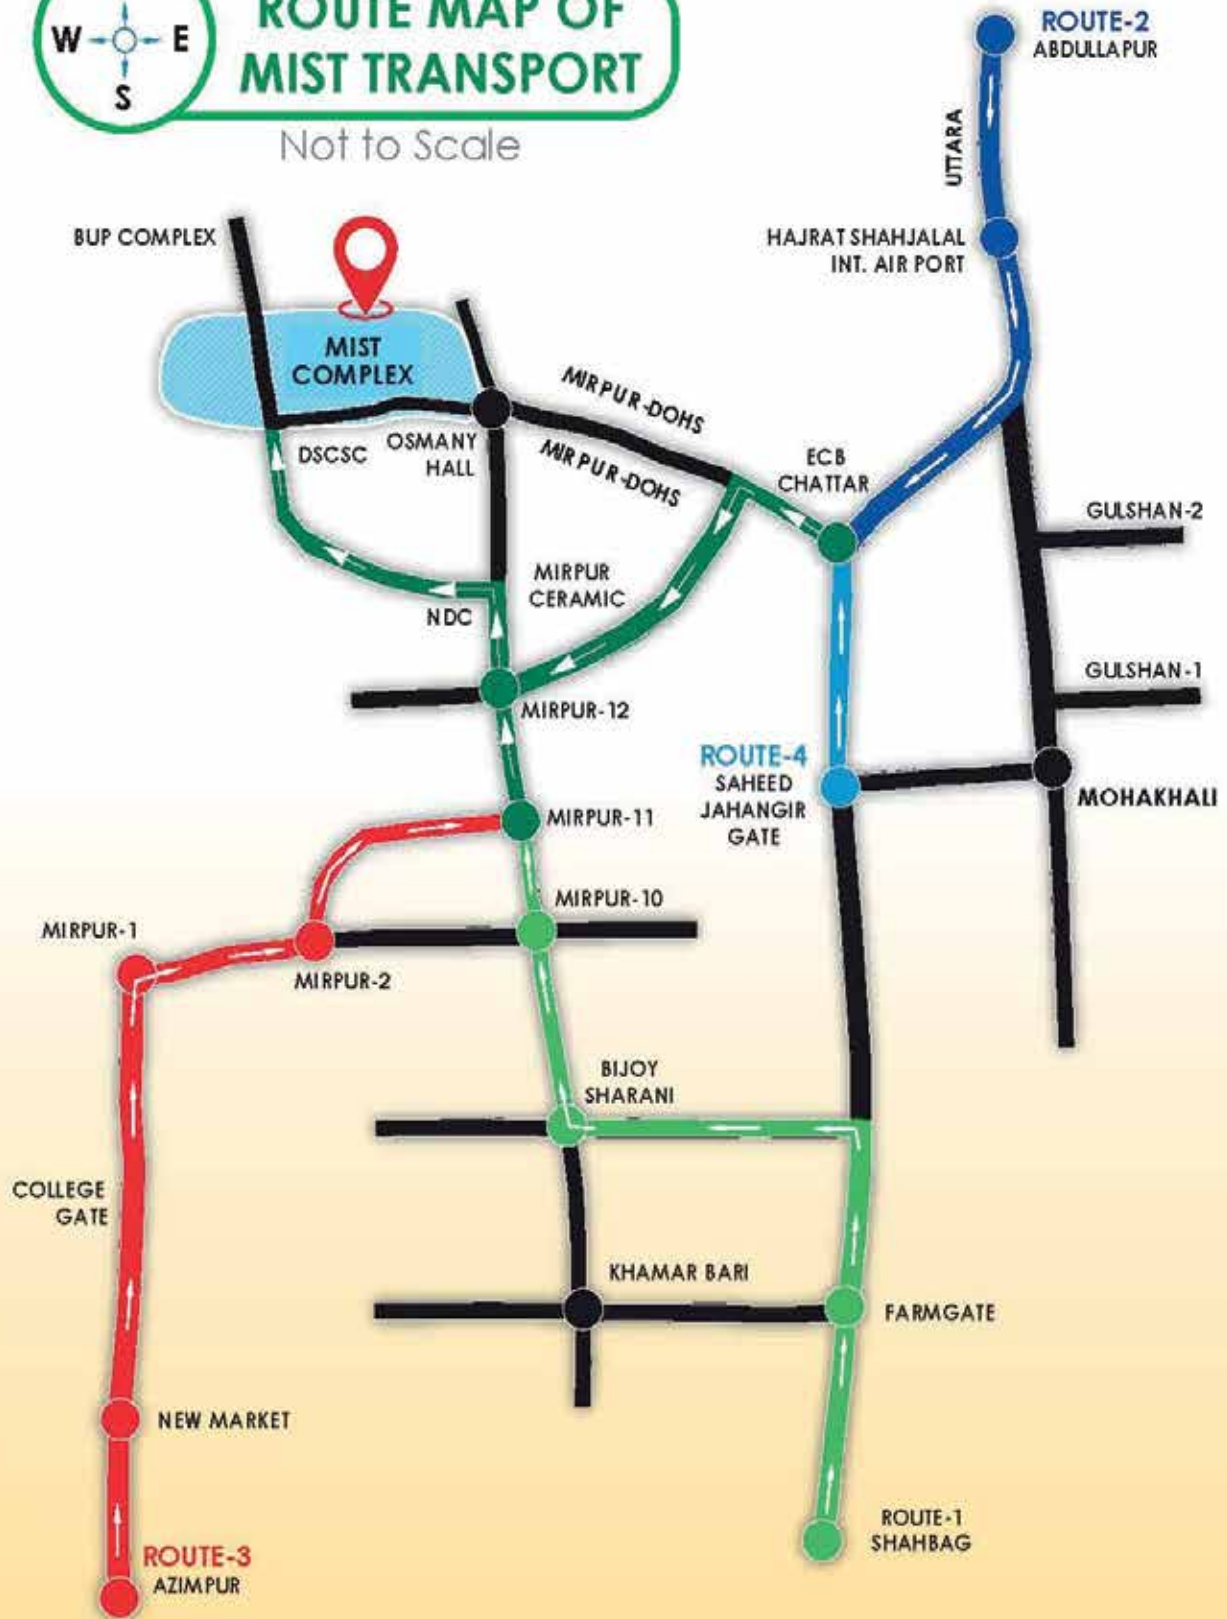 ROUTE MAP OF
MIST TRANSPORT
W
E
S
Not to Scale
ROUTE-2
ABDULLAPUR
UTTARA
HAJRAT SHAHJALAL
INT. AIR PORT
BUP COMPLEX
MIST
COMPLEX
MIRPUR-DOHS
MIRPUR-DOHS
DSCSC
OSMANY
HALL
ECB
CHATTAR
GULSHAN-2
MIRPUR
CERAMIC
NDC
GULSHAN-1
MIRPUR-12
ROUTE-4
SAHEED
JAHANGIR
GATE
MOHAKHALI
MIRPUR-11
MIRPUR-10
MIRPUR-1
MIRPUR-2
BIJOY
SHARANI
COLLEGE
GATE
KHAMAR BARI
FARMGATE
NEW MARKET
ROUTE-1
SHAHBAG
ROUTE-3
AZIMPUR